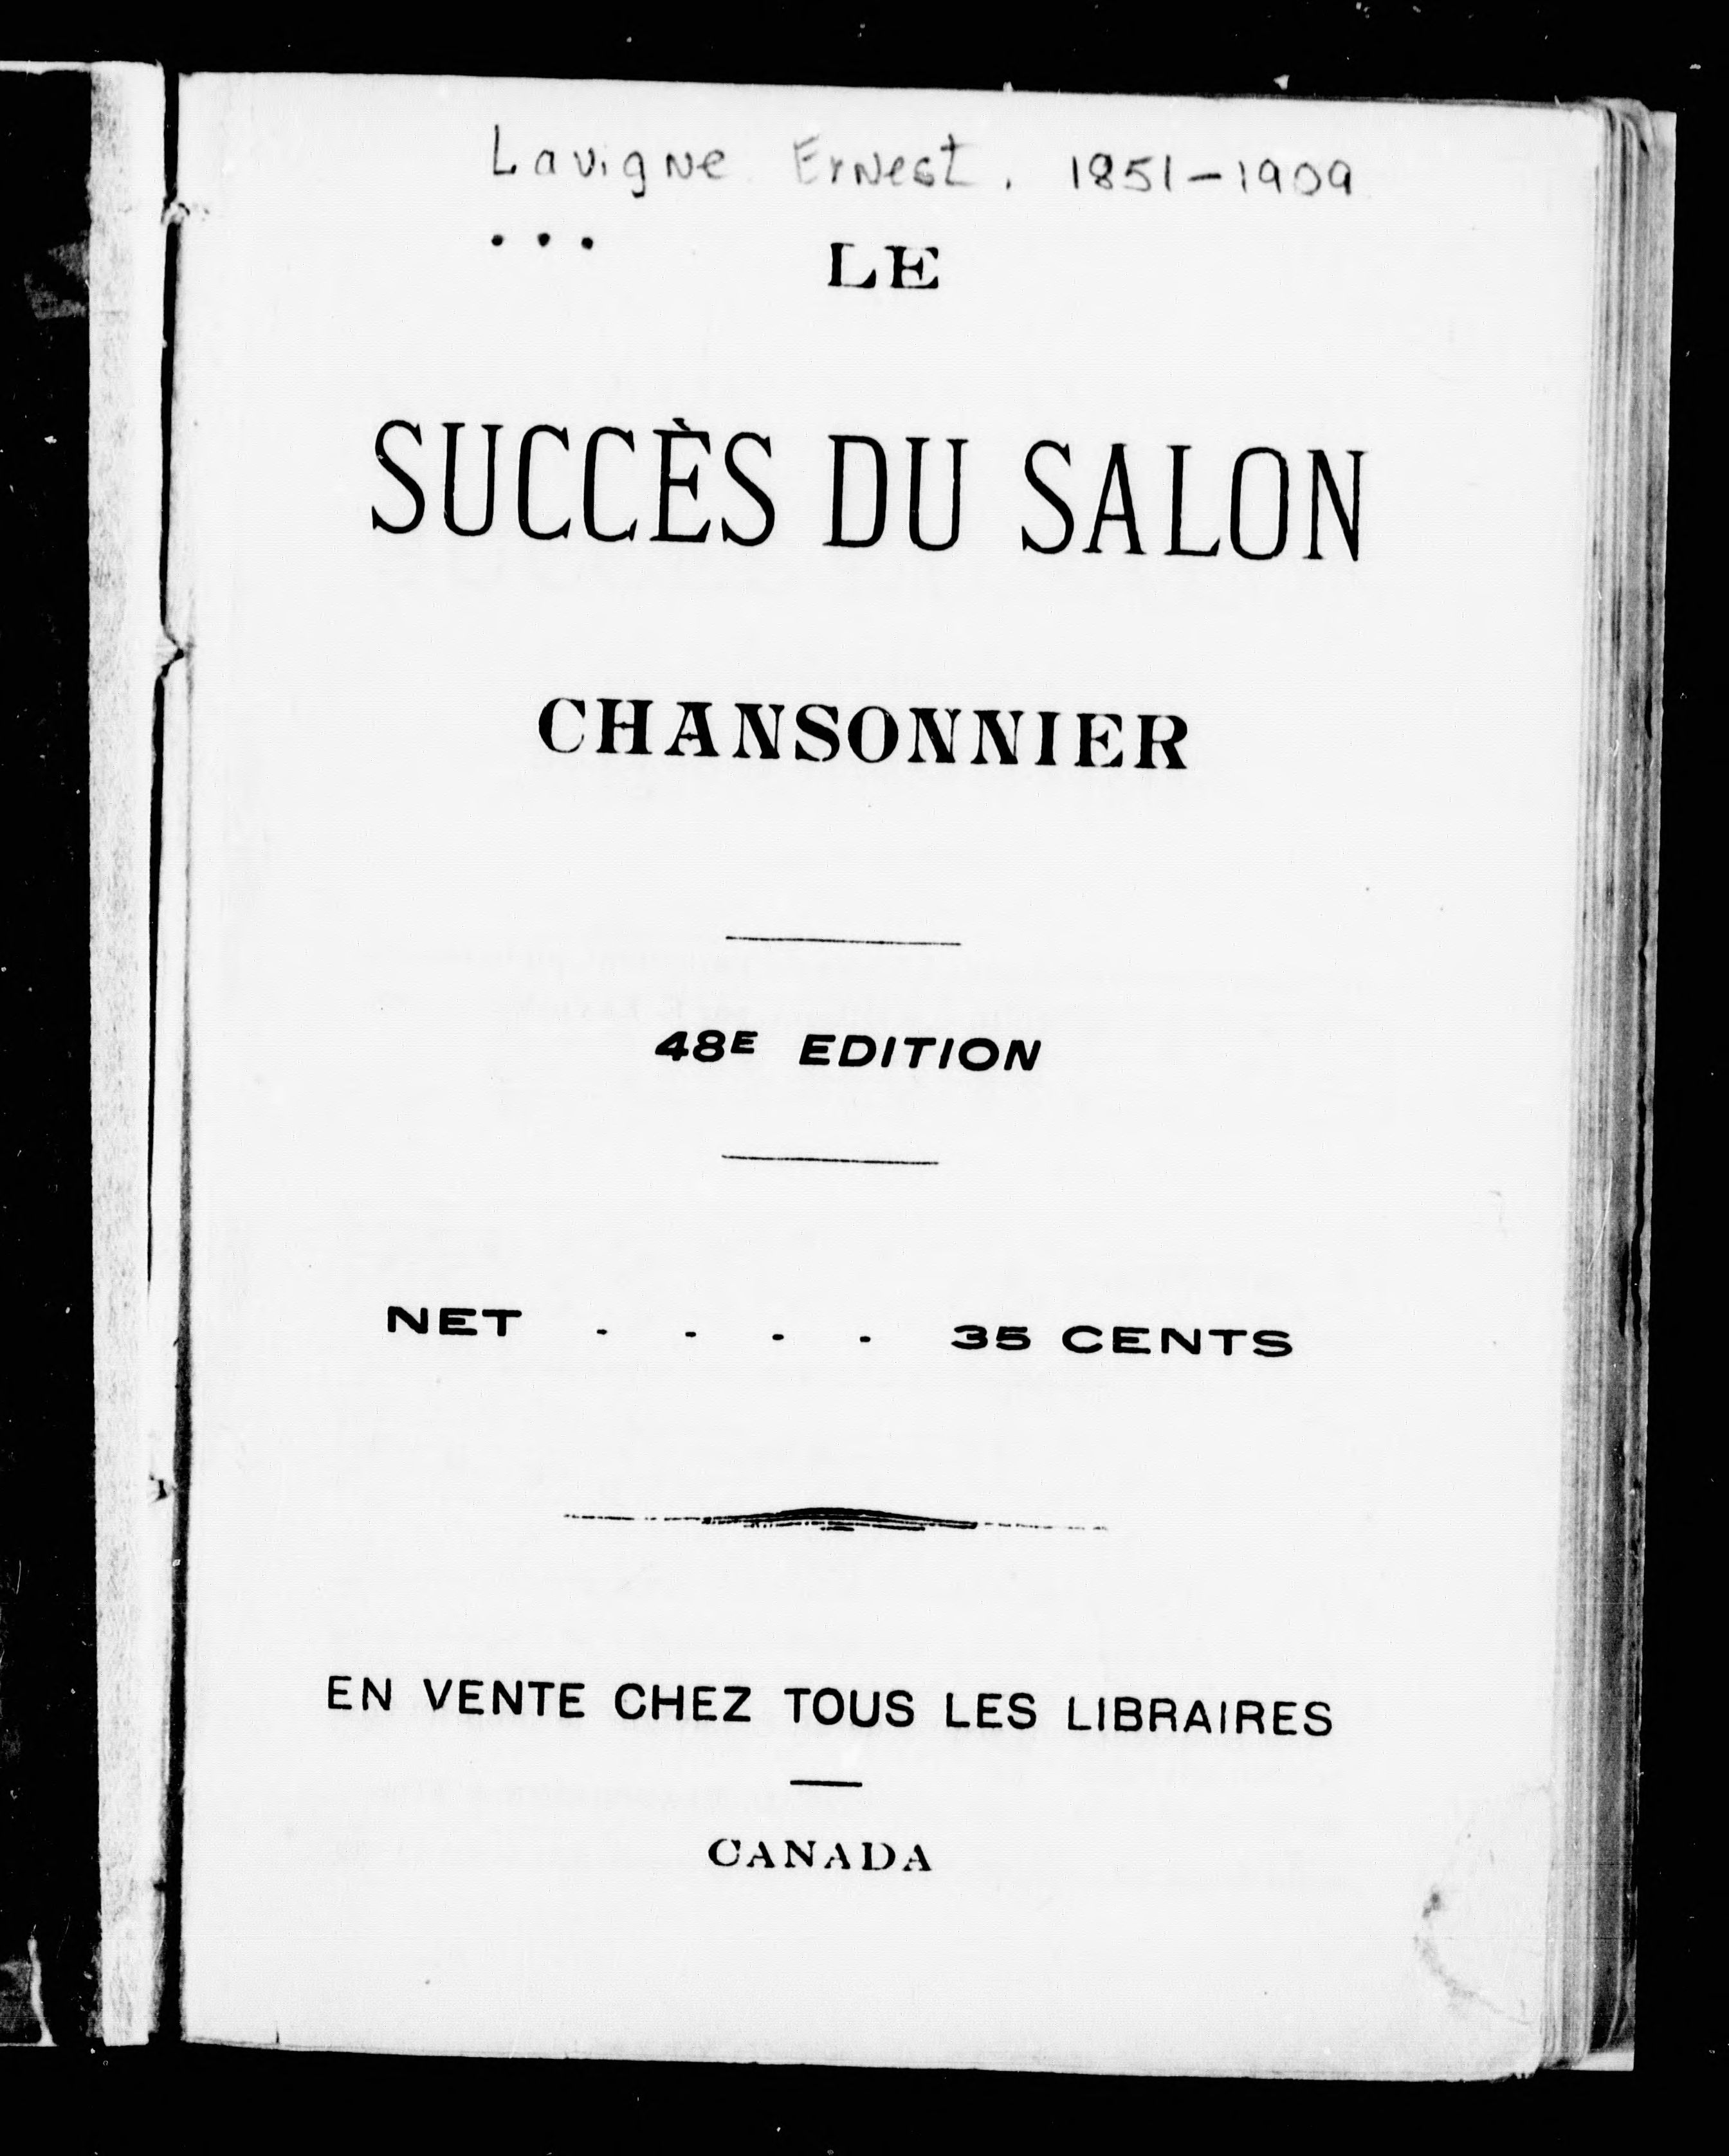 Lavigne Ernest. 1851-1909
...
LE
SUCCÈS DU SALON
CHANSONNIER
48E EDITION
NET . . . . 35 CENTS
EN VENTE CHEZ TOUS LES LIBRAIRES
CANADA